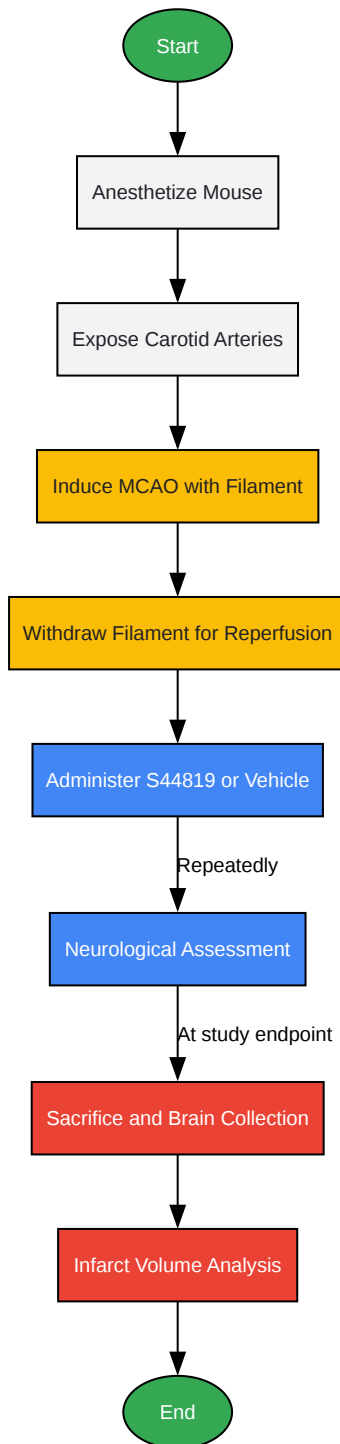 Start
Anesthetize Mouse
Expose Carotid Arteries
Induce MCAO with Filament
Withdraw Filament for Reperfusion
Administer S44819 or Vehicle
Repeatedly
Neurological Assessment
At study endpoint
Sacrifice and Brain Collection
Infarct Volume Analysis
End